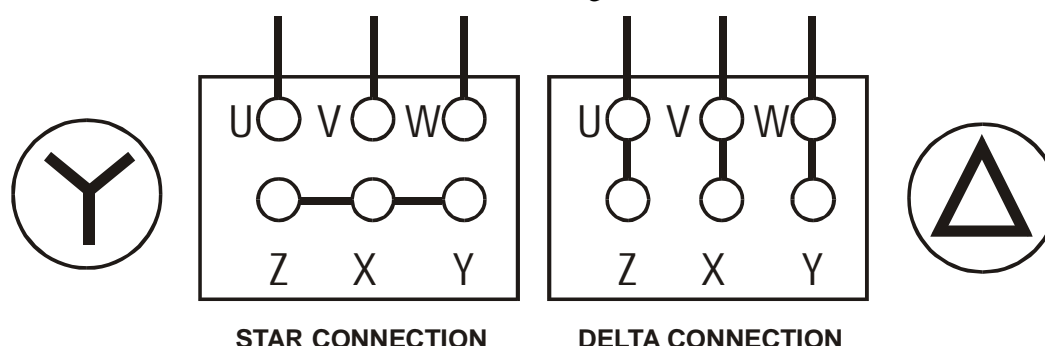 U V W U V W
Z X Y Z X Y
STAR CONNECTION DELTA CONNECTION